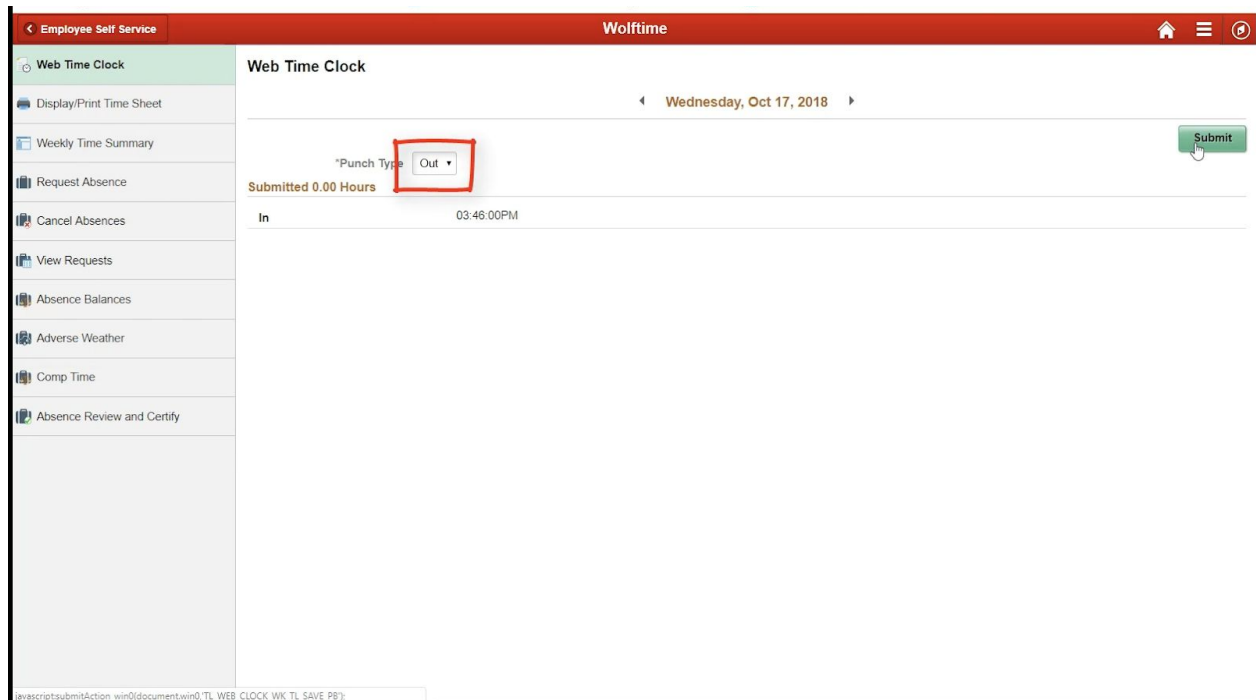 Employee Self Service
Wolftime
Web Time Clock
Display/Print Time Sheet
Weekly Time Summary
Request Absence
Cancel Absences
View Requests
Absence Balances
Adverse Weather
Comp Time
Absence Review and Certify
Web Time Clock
Wednesday, Oct 17, 2018
Submit
*Punch Type Out
Submitted 0.00 Hours
In 03:46:00PM
javascript:submitAction_win0(document.win0,'TL_WEB_CLOCK_WK_TL_SAVE_PB');